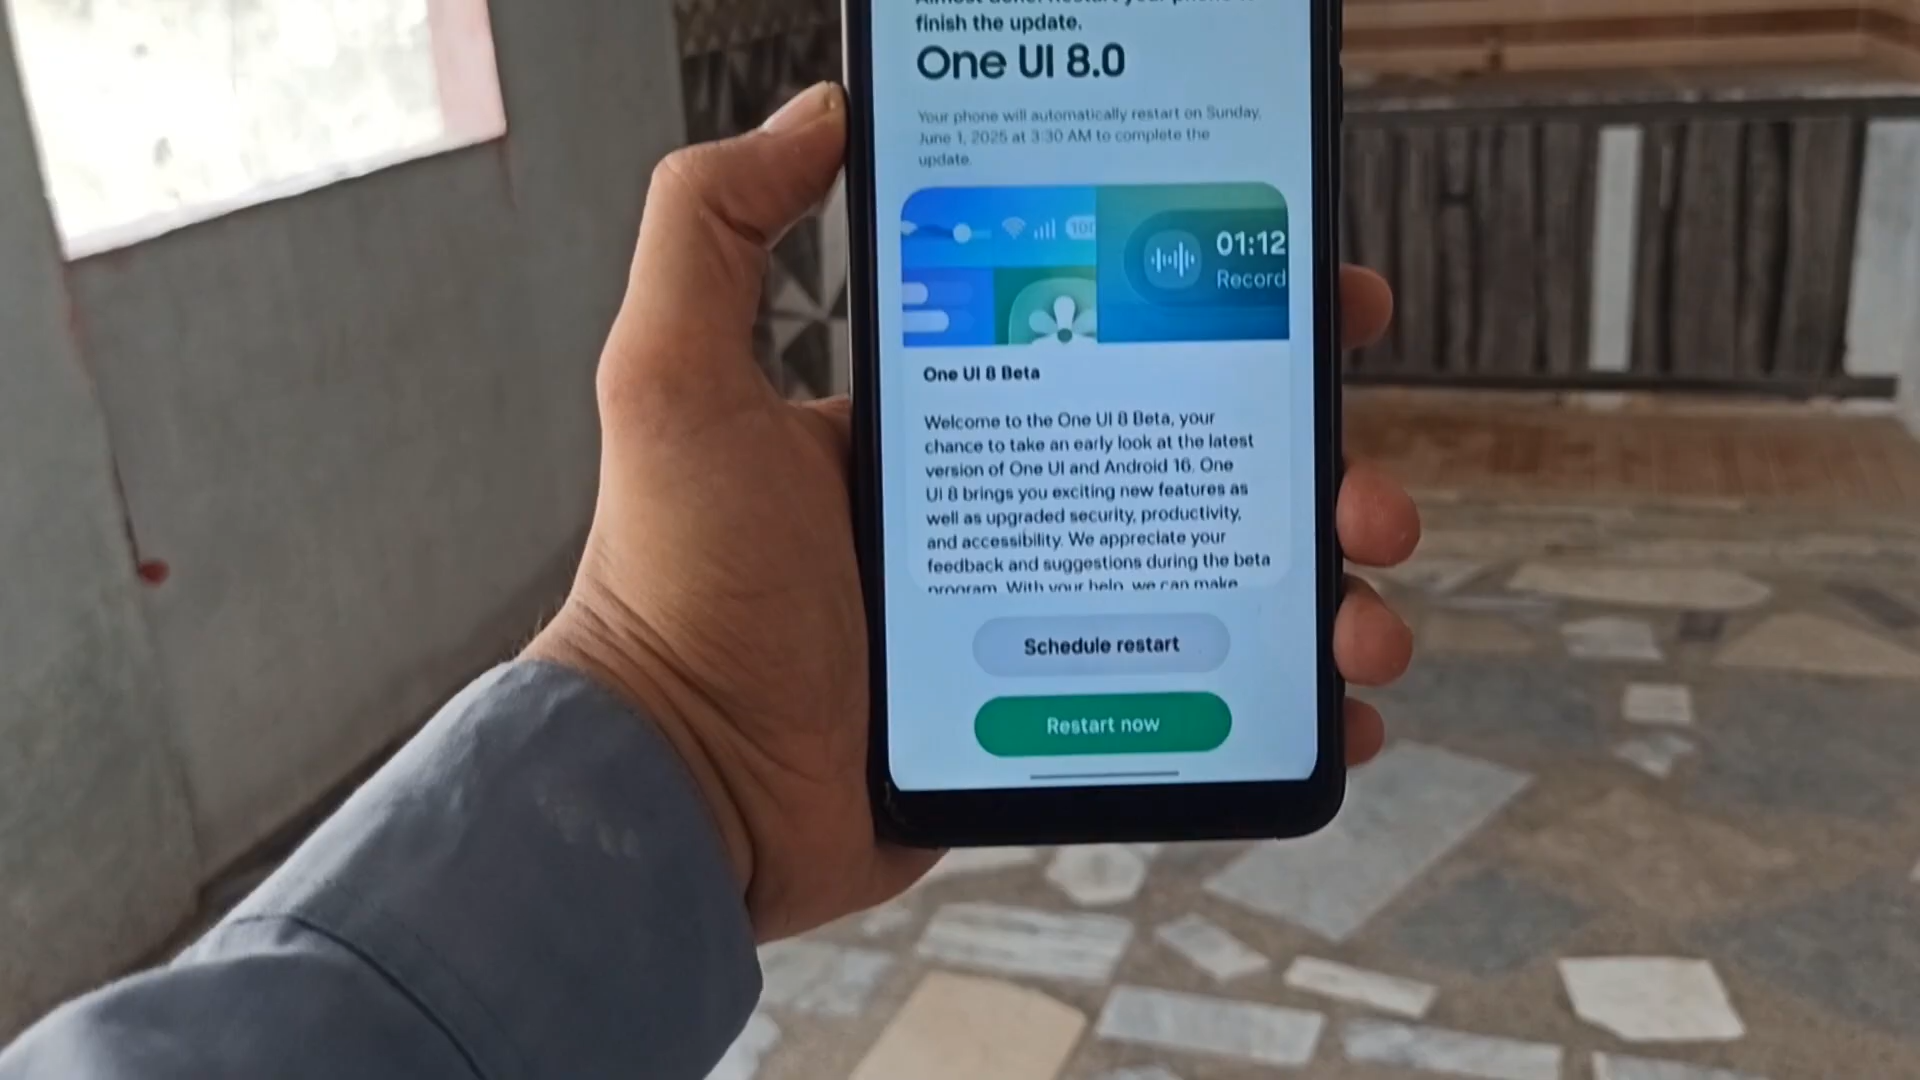 finish the update.
One UI 8.0
Your phone will automatically restart on Sunday,
June 1, 2025 at 3:30 AM to complete the
update.
100
01:12
Record
One UI 8 Beta
Welcome to the One UI 8 Beta, your
chance to take an early look at the latest
version of One UI and Android 16. One
UI 8 brings you exciting new features as
well as upgraded security, productivity,
and accessibility. We appreciate your
feedback and suggestions during the beta
program. With your help, we can make
Schedule restart
Restart now